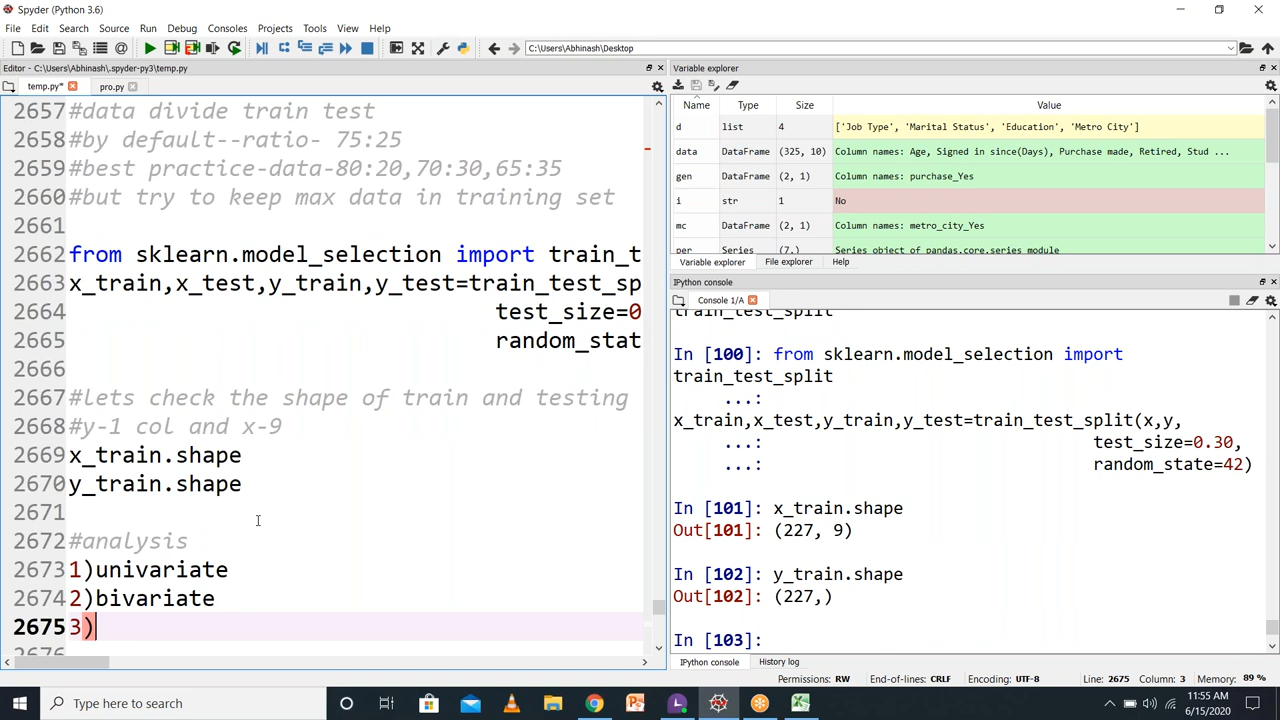 Spyder (Python 3.6)
File Edit Search Source Run Debug Consoles Projects Tools View Help
C:\Users\Abhinash\Desktop
Editor - C:\Users\Abhinash\.spyder-py3\temp.py
temp.py* pro.py
2657 #data divide train test
2658 #by default--ratio- 75:25
2659 #best practice-data-80:20,70:30,65:35
2660 #but try to keep max data in training set
2661
2662 from sklearn.model_selection import train_t
2663 x_train,x_test,y_train,y_test=train_test_sp
2664 test_size=0
2665 random_stat
2666
2667 #lets check the shape of train and testing
2668 #y-1 col and x-9
2669 x_train.shape
2670 y_train.shape
2671
2672 #analysis
2673 1)univariate
2674 2)bivariate
2675 3)
2676
Variable explorer
Name Type Size Value
d list 4 ['Job Type', 'Marital Status', 'Education', 'Metro City']
data DataFrame (325, 10) Column names: Age, Signed in since(Days), Purchase made, Retired, Stud ...
gen DataFrame (2, 1) Column names: purchase_Yes
i str 1 No
mc DataFrame (2, 1) Column names: metro_city_Yes
per Series (7,) Series object of pandas.core.series module
Variable explorer File explorer Help
IPython console
Console 1/A
train_test_split
In [100]: from sklearn.model_selection import
train_test_split
...:
x_train,x_test,y_train,y_test=train_test_split(x,y,
...: test_size=0.30,
...: random_state=42)
In [101]: x_train.shape
Out[101]: (227, 9)
In [102]: y_train.shape
Out[102]: (227,)
In [103]:
IPython console History log
Permissions: RW End-of-lines: CRLF Encoding: UTF-8 Line: 2675 Column: 3 Memory: 89 %
Type here to search
11:55 AM
6/15/2020